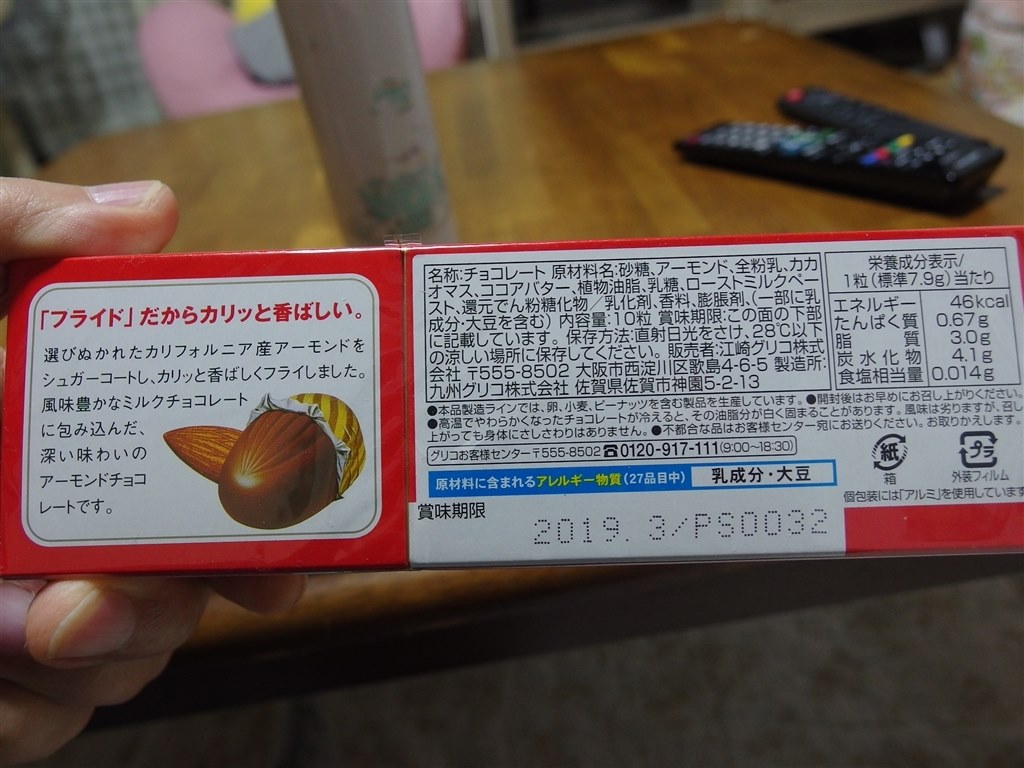 「フライド」だからカリッと香ばしい。
選びぬかれたカリフォルニア産アーモンドを
シュガーコートし、カリッと香ばしくフライしました。
風味豊かなミルクチョコレート
に包み込んだ、
深い味わいの
アーモンドチョコ
レートです。
名称:チョコレート 原材料名:砂糖、アーモンド、全粉乳、カカ
オマス、ココアバター、植物油脂、乳糖、ローストミルクペー
スト、還元でん粉糖化物／乳化剤、香料、膨脹剤、(一部に乳
成分・大豆を含む) 内容量:10粒 賞味期限:この面の下部
に記載しています。保存方法:直射日光をさけ、28℃以下
の涼しい場所に保存してください。販売者:江崎グリコ株式
会社 〒555-8502 大阪市西淀川区歌島4-6-5 製造所:
九州グリコ株式会社 佐賀県佐賀市神園5-2-13
栄養成分表示/
1粒(標準7.9g)当たり
エネルギー 46kcal
たんぱく質 0.67g
脂質 3.0g
炭水化物 4.1g
食塩相当量 0.014g
●本品製造ラインでは、卵、小麦、ピーナッツを含む製品を生産しています。●開封後はお早めにお召し上がりください。
●高温でやわらかくなったチョコレートが冷えると、その油脂分が白く固まることがあります。風味は劣りますが、召し
上がっても身体にさしさわりはありません。●不都合な品はお客様センター宛にお送りください。お取りかえします。
グリコお客様センター〒555-8502 ☎0120-917-111(9:00~18:30)
原材料に含まれるアレルギー物質(27品目中) 乳成分・大豆
紙
箱
プラ
外装フィルム
個包装には「アルミ」を使用しています
賞味期限
2019. 3/PS0032